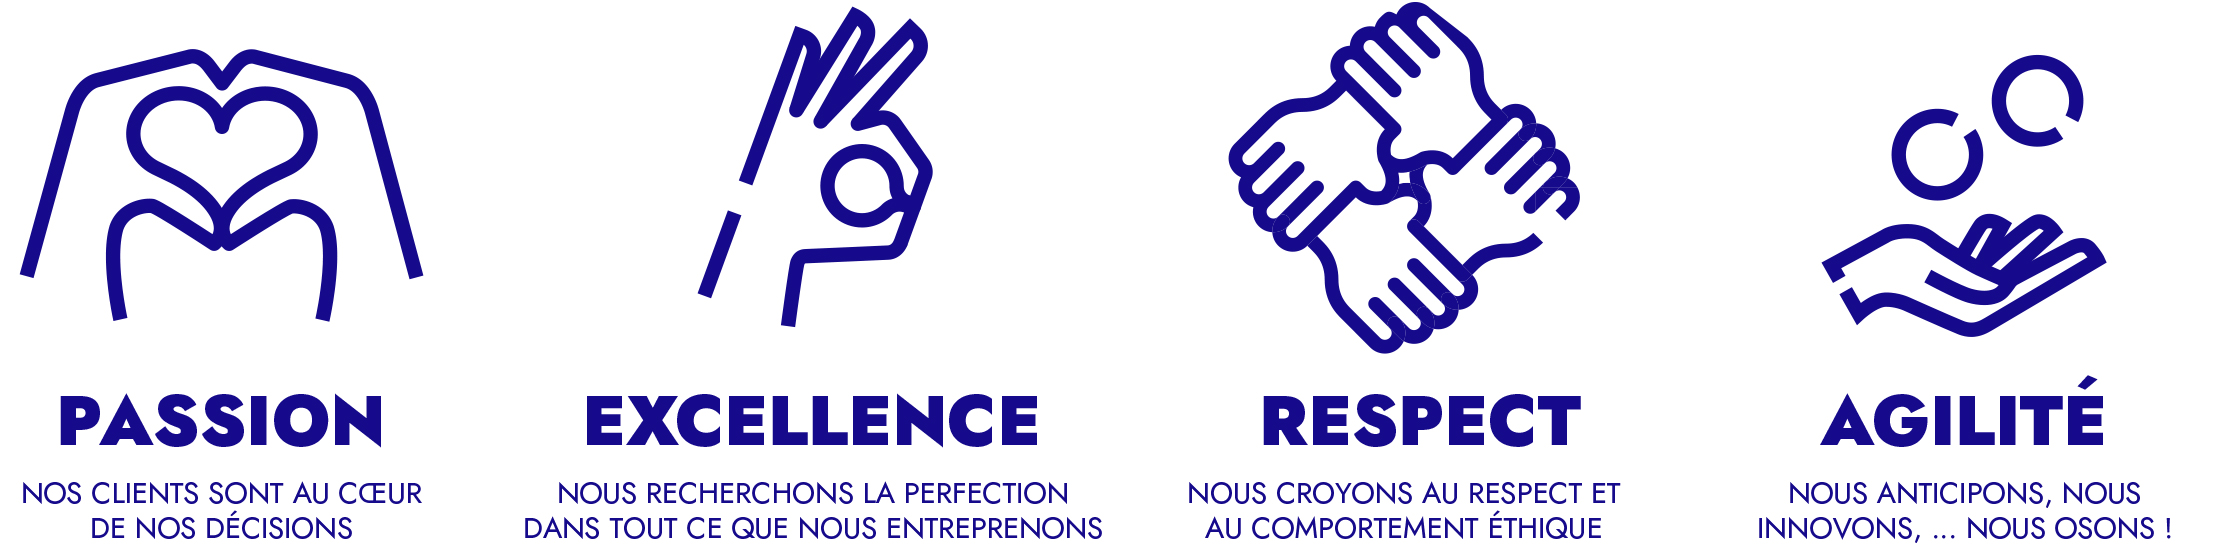 PASSION
NOS CLIENTS SONT AU CŒUR
DE NOS DÉCISIONS
EXCELLENCE
NOUS RECHERCHONS LA PERFECTION
DANS TOUT CE QUE NOUS ENTREPRENONS
RESPECT
NOUS CROYONS AU RESPECT ET
AU COMPORTEMENT ÉTHIQUE
AGILITÉ
NOUS ANTICIPONS, NOUS
INNOVONS, ... NOUS OSONS !